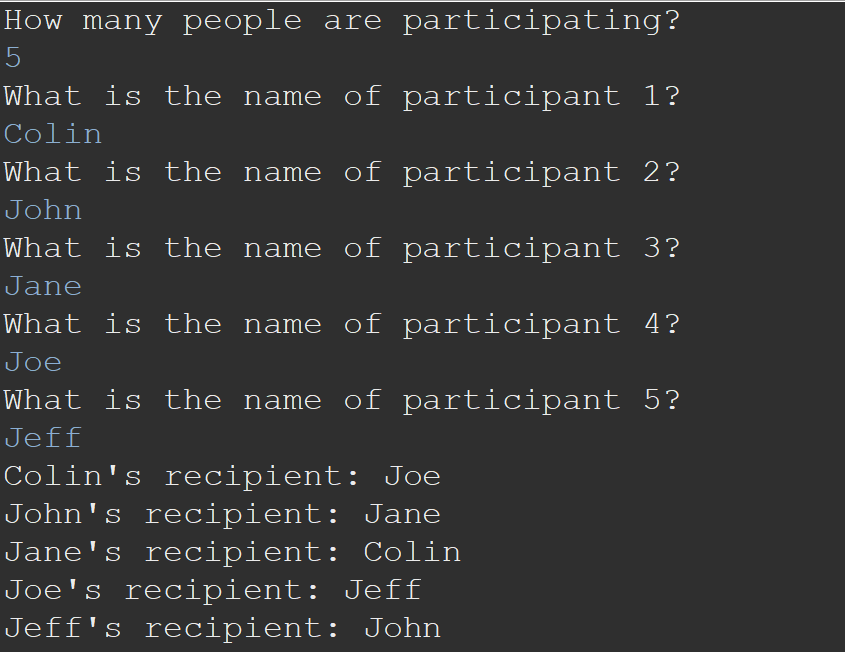 How many people are participating?
5
What is the name of participant 1?
Colin
What is the name of participant 2?
John
What is the name of participant 3?
Jane
What is the name of participant 4?
Joe
What is the name of participant 5?
Jeff
Colin's recipient: Joe
John's recipient: Jane
Jane's recipient: Colin
Joe's recipient: Jeff
Jeff's recipient: John